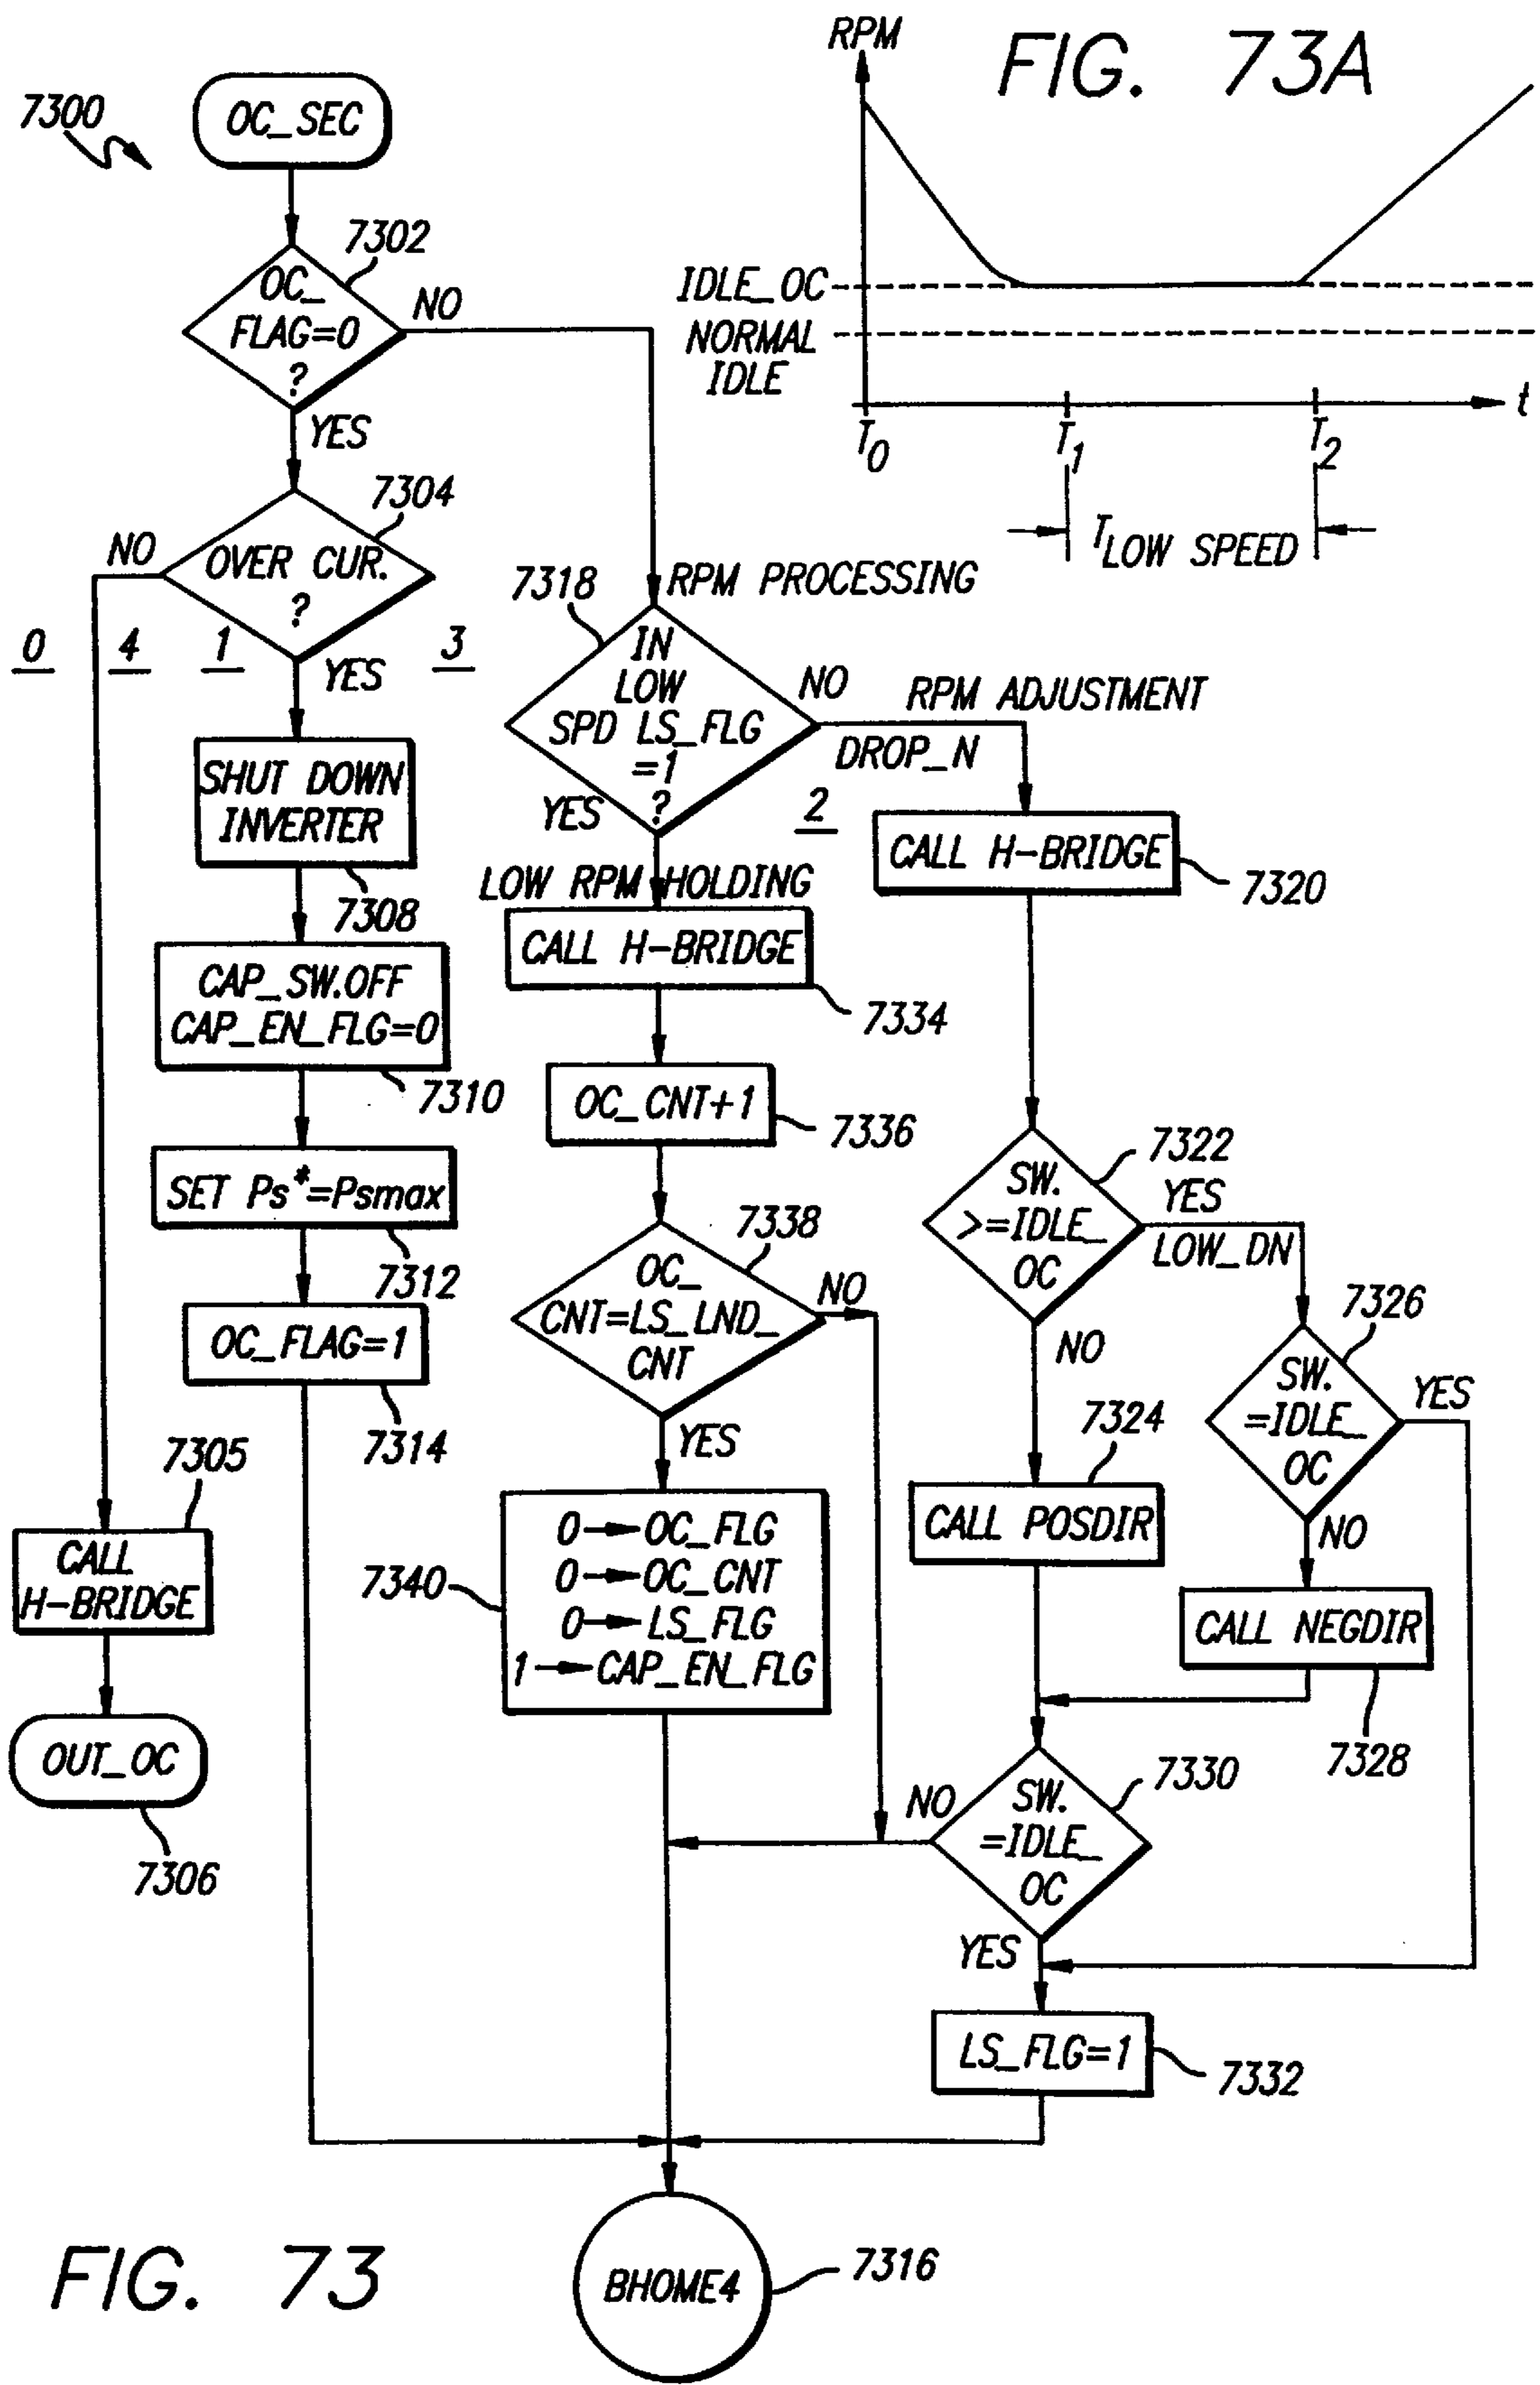 FIG. 73A
RPM
IDLE_OC
NORMAL
IDLE
t
T0
T1
T2
TLOW SPEED
7300
OC_SEC
7302
OC_
FLAG=0
?
NO
YES
7304
OVER CUR.
?
NO
YES
0
4
1
3
SHUT DOWN
INVERTER
7308
CAP_SW.OFF
CAP_EN_FLG=0
7310
SET Ps*=Psmax
7312
OC_FLAG=1
7314
7305
CALL
H-BRIDGE
OUT_OC
7306
RPM PROCESSING
7318
IN
LOW
SPD LS_FLG
=1
?
NO
YES
2
RPM ADJUSTMENT
DROP_N
LOW RPM HOLDING
CALL H-BRIDGE
7334
OC_CNT+1
7336
7338
OC_
CNT=LS_LND_
CNT
NO
YES
7340
0→OC_FLG
0→OC_CNT
0→LS_FLG
1→CAP_EN_FLG
CALL H-BRIDGE
7320
7322
SW.
>=IDLE_
OC
YES
LOW_DN
NO
7324
CALL POSDIR
7326
SW.
=IDLE_
OC
YES
NO
CALL NEGDIR
7328
7330
SW.
=IDLE_
OC
NO
YES
LS_FLG=1
7332
BHOME4
7316
FIG. 73